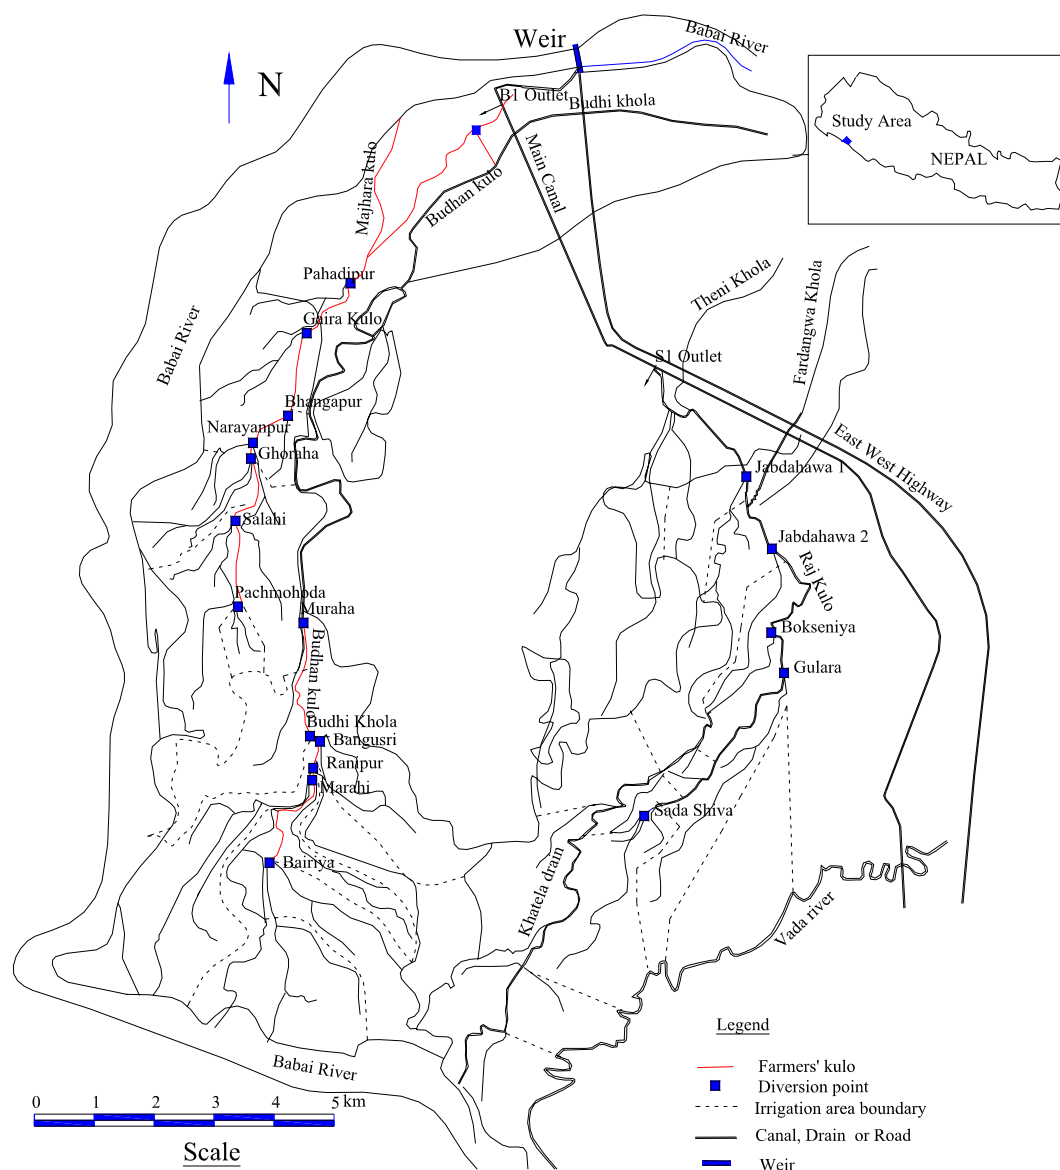 Weir
Babai River
N
B1 Outlet
Budhi khola
Study Area
NEPAL
Main Canal
Majhara kulo
Budhan kulo
Pahadipur
Theni Khola
Fardangwa Khola
Gaira Kulo
Babai River
S1 Outlet
Bhangapur
Narayanpur
Ghoraha
East West Highway
Jabdahawa 1
Salahi
Jabdahawa 2
Raj Kulo
Pachmohoda
Muraha
Bokseniya
Budhan kulo
Gulara
Budhi Khola
Bangusri
Ranipur
Marahi
Sada Shiva
Bairiya
Khatela drain
Vada river
Babai River
Legend
Farmers' kulo
Diversion point
Irrigation area boundary
Canal, Drain or Road
Weir
0 1 2 3 4 5 km
Scale